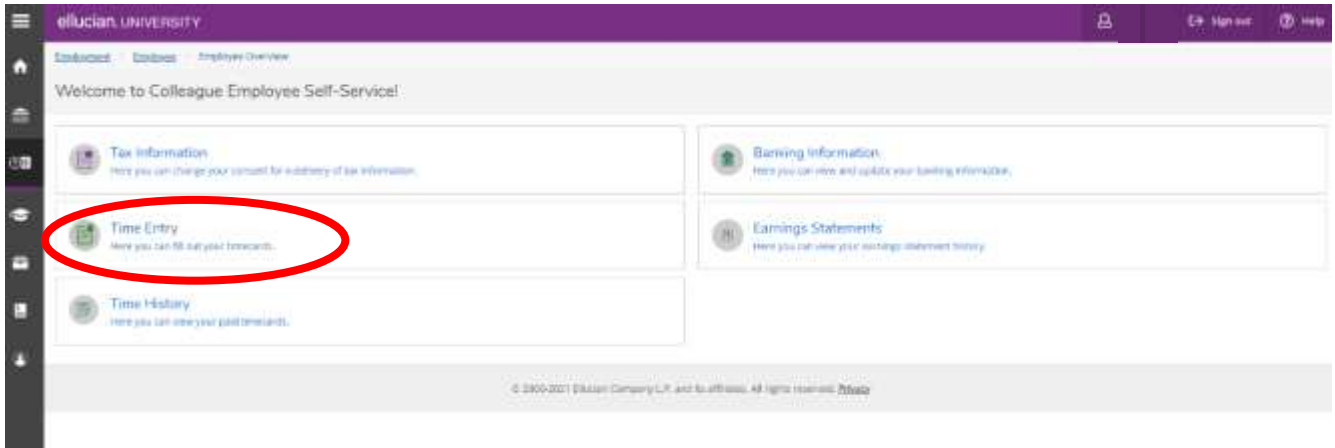 ellucian. UNIVERSITY
Sign out
Help
Employment Employee Employee Overview
Welcome to Colleague Employee Self-Service!
Tax Information
Here you can change your consent for e-delivery of tax information.
Banking Information
Here you can view and update your banking information.
Time Entry
Here you can fill out your timecards.
Earnings Statements
Here you can view your earnings statement history.
Time History
Here you can view your past timecards.
© 2000-2021 Ellucian Company L.P. and its affiliates. All rights reserved. Privacy